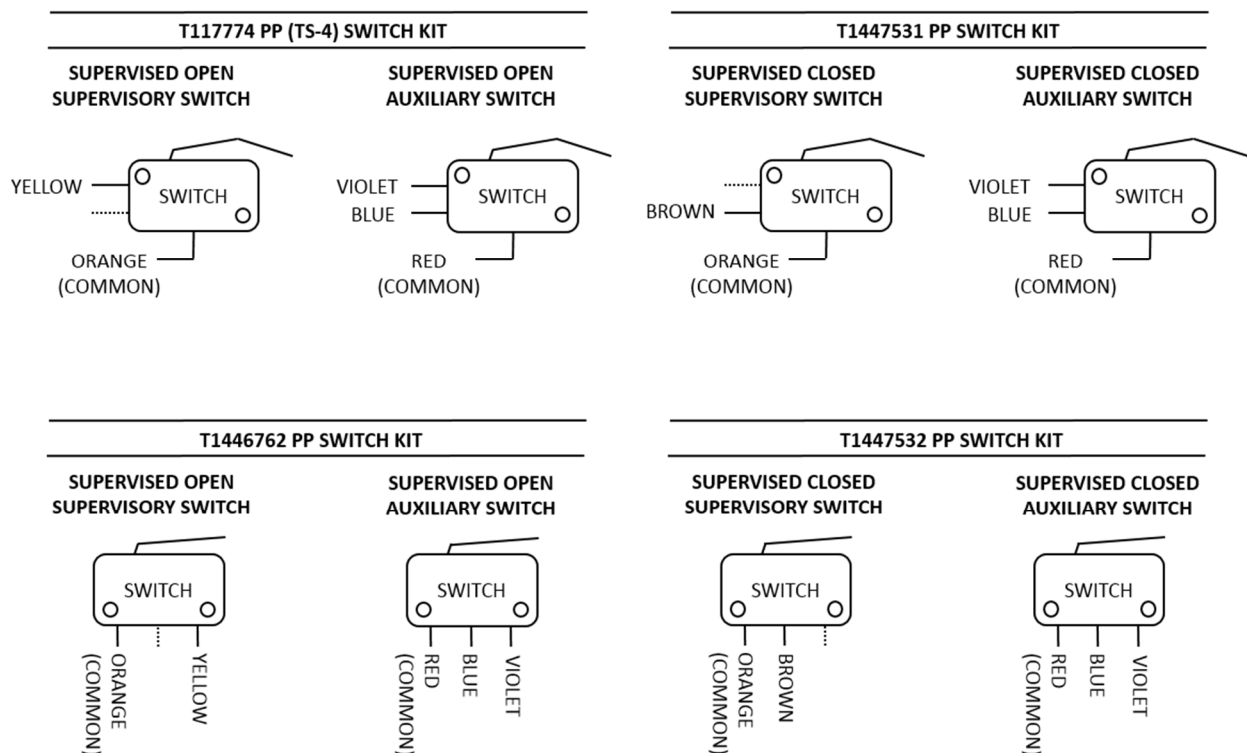 T117774 PP (TS-4) SWITCH KIT
SUPERVISED OPEN
SUPERVISORY SWITCH
SUPERVISED OPEN
AUXILIARY SWITCH
YELLOW
SWITCH
ORANGE
(COMMON)
VIOLET
BLUE
SWITCH
RED
(COMMON)
T1447531 PP SWITCH KIT
SUPERVISED CLOSED
SUPERVISORY SWITCH
SUPERVISED CLOSED
AUXILIARY SWITCH
BROWN
SWITCH
ORANGE
(COMMON)
VIOLET
BLUE
SWITCH
RED
(COMMON)
T1446762 PP SWITCH KIT
SUPERVISED OPEN
SUPERVISORY SWITCH
SUPERVISED OPEN
AUXILIARY SWITCH
SWITCH
ORANGE
(COMMON)
YELLOW
SWITCH
RED
(COMMON)
BLUE
VIOLET
T1447532 PP SWITCH KIT
SUPERVISED CLOSED
SUPERVISORY SWITCH
SUPERVISED CLOSED
AUXILIARY SWITCH
SWITCH
ORANGE
(COMMON)
BROWN
SWITCH
RED
(COMMON)
BLUE
VIOLET